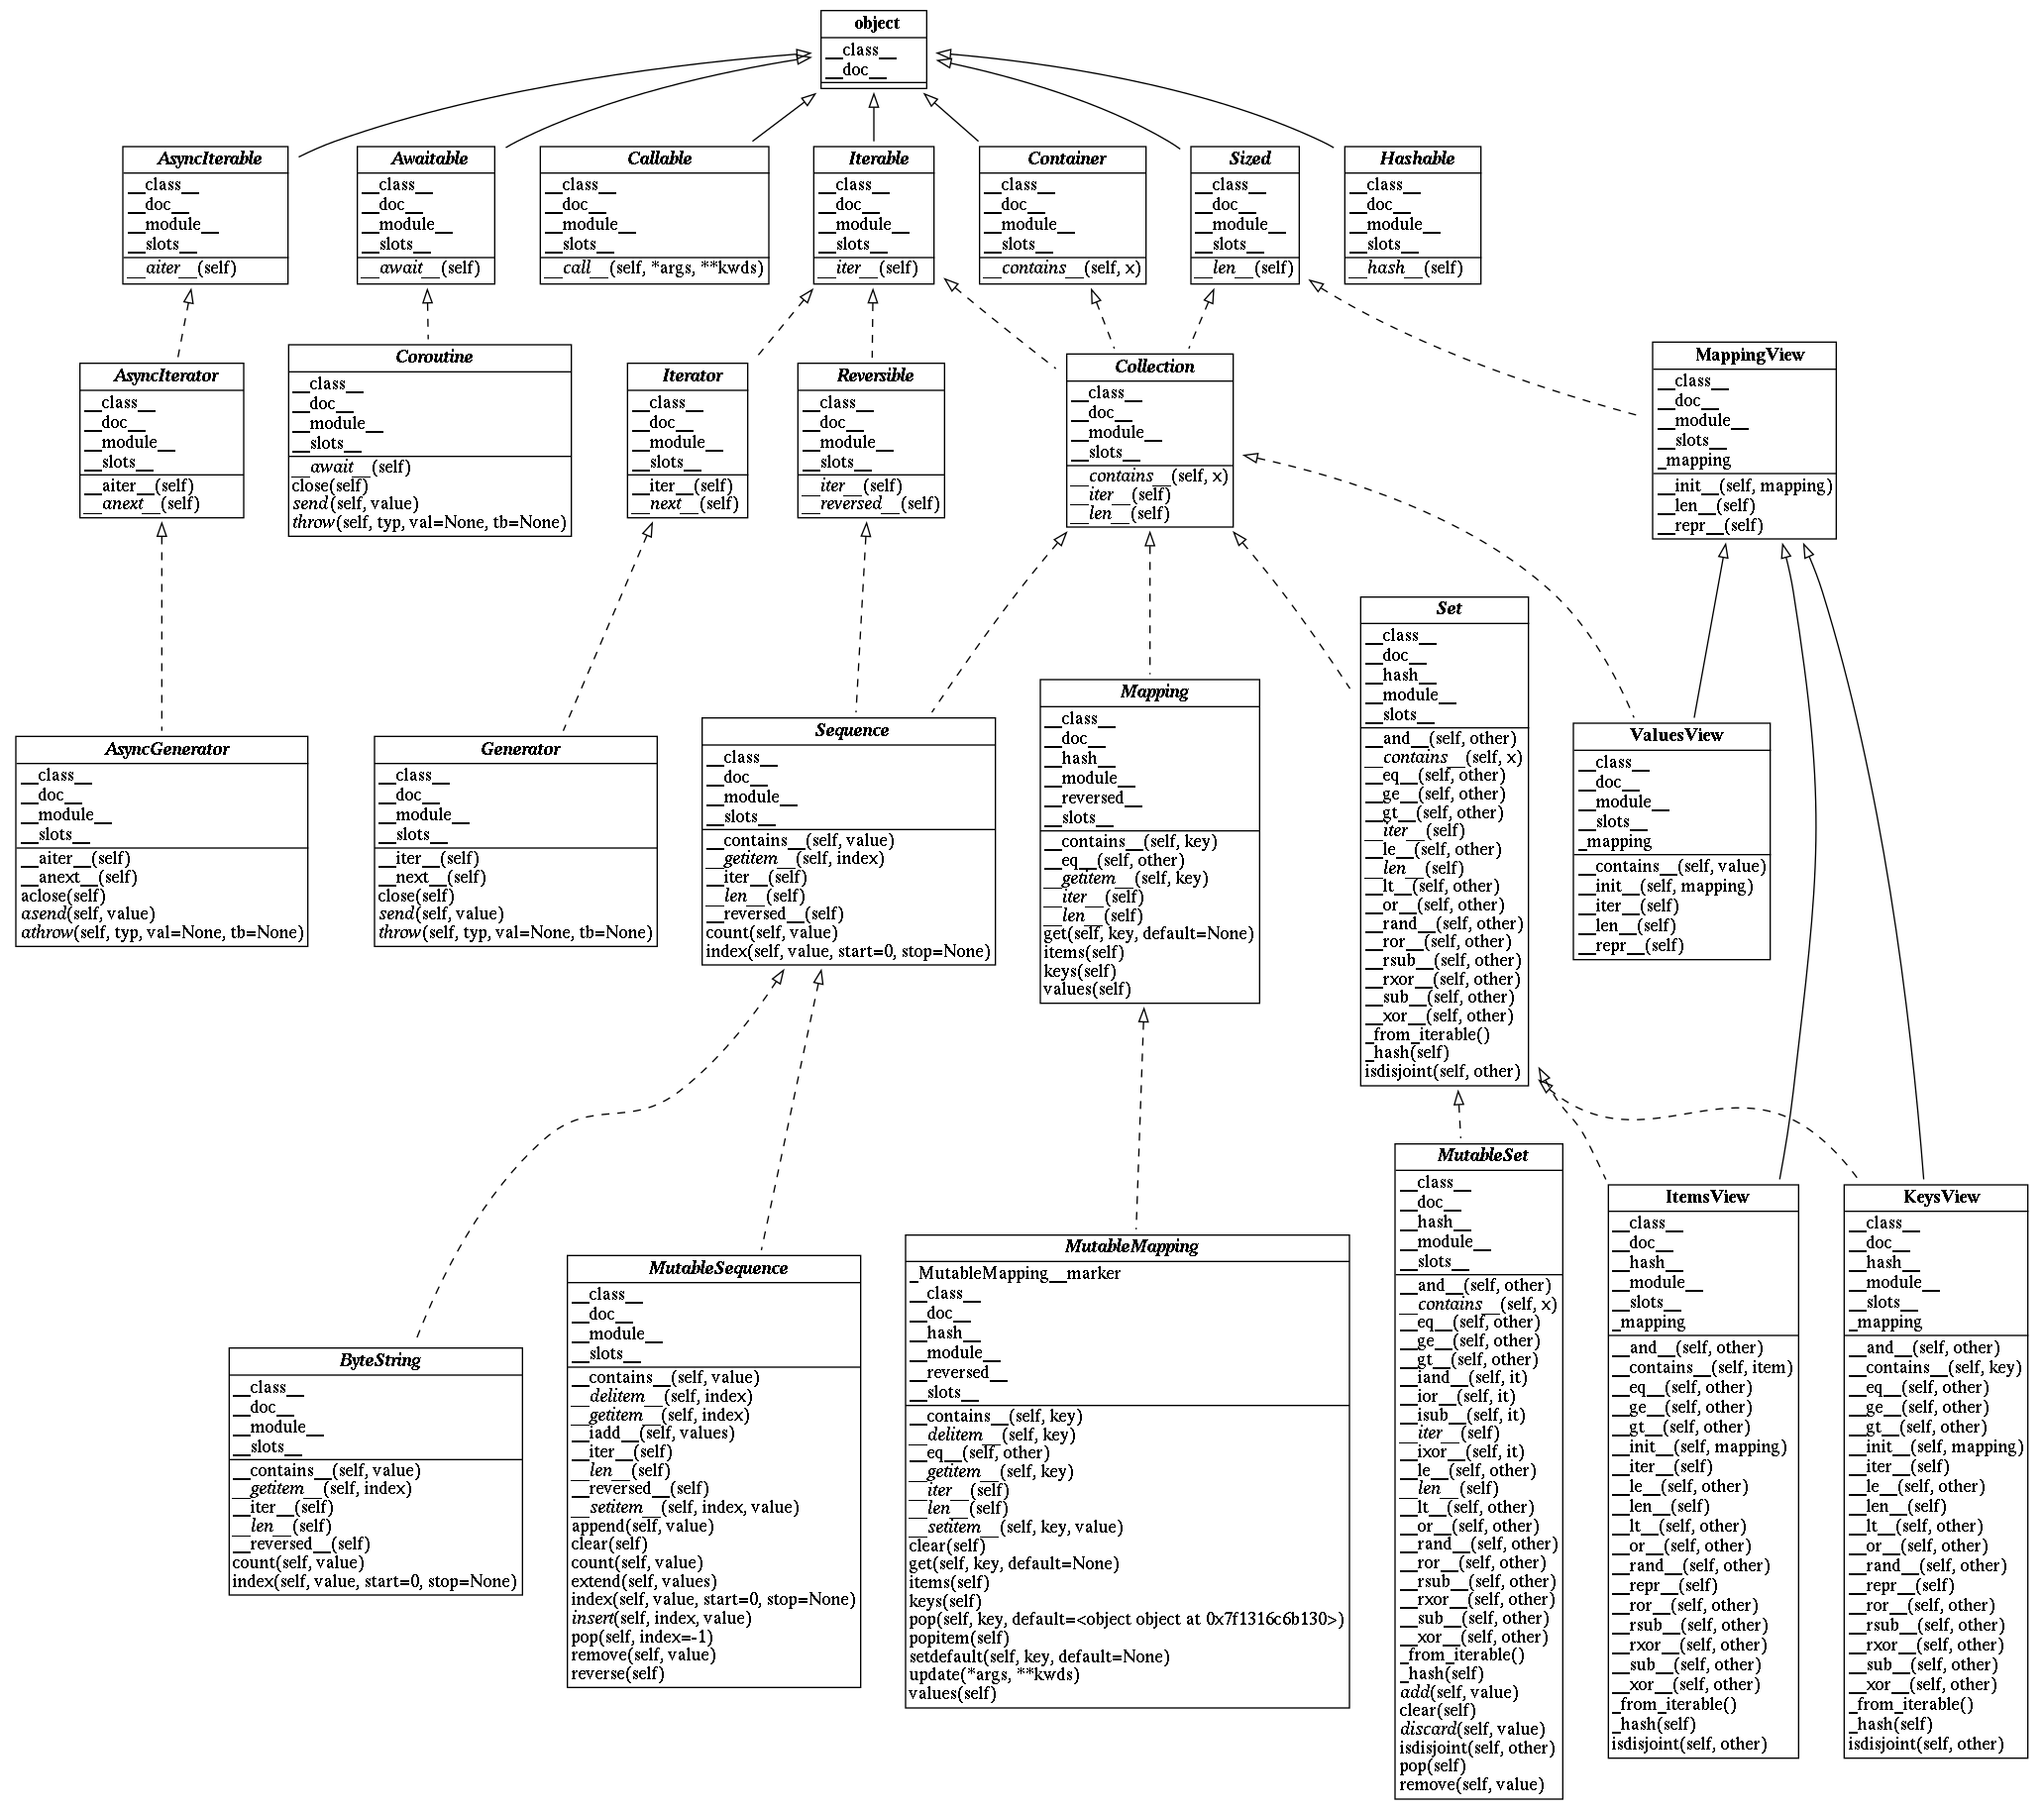 object
__class__
__doc__
AsyncIterable
__class__
__doc__
__module__
__slots__
__aiter__(self)
Awaitable
__class__
__doc__
__module__
__slots__
__await__(self)
Callable
__class__
__doc__
__module__
__slots__
__call__(self, *args, **kwds)
Iterable
__class__
__doc__
__module__
__slots__
__iter__(self)
Container
__class__
__doc__
__module__
__slots__
__contains__(self, x)
Sized
__class__
__doc__
__module__
__slots__
__len__(self)
Hashable
__class__
__doc__
__module__
__slots__
__hash__(self)
AsyncIterator
__class__
__doc__
__module__
__slots__
__aiter__(self)
__anext__(self)
Coroutine
__class__
__doc__
__module__
__slots__
__await__(self)
close(self)
send(self, value)
throw(self, typ, val=None, tb=None)
Iterator
__class__
__doc__
__module__
__slots__
__iter__(self)
__next__(self)
Reversible
__class__
__doc__
__module__
__slots__
__iter__(self)
__reversed__(self)
Collection
__class__
__doc__
__module__
__slots__
__contains__(self, x)
__iter__(self)
__len__(self)
MappingView
__class__
__doc__
__module__
__slots__
_mapping
__init__(self, mapping)
__len__(self)
__repr__(self)
AsyncGenerator
__class__
__doc__
__module__
__slots__
__aiter__(self)
__anext__(self)
aclose(self)
asend(self, value)
athrow(self, typ, val=None, tb=None)
Generator
__class__
__doc__
__module__
__slots__
__iter__(self)
__next__(self)
close(self)
send(self, value)
throw(self, typ, val=None, tb=None)
Sequence
__class__
__doc__
__module__
__slots__
__contains__(self, value)
__getitem__(self, index)
__iter__(self)
__len__(self)
__reversed__(self)
count(self, value)
index(self, value, start=0, stop=None)
Mapping
__class__
__doc__
__hash__
__module__
__reversed__
__slots__
__contains__(self, key)
__eq__(self, other)
__getitem__(self, key)
__iter__(self)
__len__(self)
get(self, key, default=None)
items(self)
keys(self)
values(self)
Set
__class__
__doc__
__hash__
__module__
__slots__
__and__(self, other)
__contains__(self, x)
__eq__(self, other)
__ge__(self, other)
__gt__(self, other)
__iter__(self)
__le__(self, other)
__len__(self)
__lt__(self, other)
__or__(self, other)
__rand__(self, other)
__ror__(self, other)
__rsub__(self, other)
__rxor__(self, other)
__sub__(self, other)
__xor__(self, other)
_from_iterable()
_hash(self)
isdisjoint(self, other)
ValuesView
__class__
__doc__
__module__
__slots__
_mapping
__contains__(self, value)
__init__(self, mapping)
__iter__(self)
__len__(self)
__repr__(self)
ByteString
__class__
__doc__
__module__
__slots__
__contains__(self, value)
__getitem__(self, index)
__iter__(self)
__len__(self)
__reversed__(self)
count(self, value)
index(self, value, start=0, stop=None)
MutableSequence
__class__
__doc__
__module__
__slots__
__contains__(self, value)
__delitem__(self, index)
__getitem__(self, index)
__iadd__(self, values)
__iter__(self)
__len__(self)
__reversed__(self)
__setitem__(self, index, value)
append(self, value)
clear(self)
count(self, value)
extend(self, values)
index(self, value, start=0, stop=None)
insert(self, index, value)
pop(self, index=-1)
remove(self, value)
reverse(self)
MutableMapping
_MutableMapping__marker
__class__
__doc__
__hash__
__module__
__reversed__
__slots__
__contains__(self, key)
__delitem__(self, key)
__eq__(self, other)
__getitem__(self, key)
__iter__(self)
__len__(self)
__setitem__(self, key, value)
clear(self)
get(self, key, default=None)
items(self)
keys(self)
pop(self, key, default=<object object at 0x7f1316c6b130>)
popitem(self)
setdefault(self, key, default=None)
update(*args, **kwds)
values(self)
MutableSet
__class__
__doc__
__hash__
__module__
__slots__
__and__(self, other)
__contains__(self, x)
__eq__(self, other)
__ge__(self, other)
__gt__(self, other)
__iand__(self, it)
__ior__(self, it)
__isub__(self, it)
__iter__(self)
__ixor__(self, it)
__le__(self, other)
__len__(self)
__lt__(self, other)
__or__(self, other)
__rand__(self, other)
__ror__(self, other)
__rsub__(self, other)
__rxor__(self, other)
__sub__(self, other)
__xor__(self, other)
_from_iterable()
_hash(self)
add(self, value)
clear(self)
discard(self, value)
isdisjoint(self, other)
pop(self)
remove(self, value)
ItemsView
__class__
__doc__
__hash__
__module__
__slots__
_mapping
__and__(self, other)
__contains__(self, item)
__eq__(self, other)
__ge__(self, other)
__gt__(self, other)
__init__(self, mapping)
__iter__(self)
__le__(self, other)
__len__(self)
__lt__(self, other)
__or__(self, other)
__rand__(self, other)
__repr__(self)
__ror__(self, other)
__rsub__(self, other)
__rxor__(self, other)
__sub__(self, other)
__xor__(self, other)
_from_iterable()
_hash(self)
isdisjoint(self, other)
KeysView
__class__
__doc__
__hash__
__module__
__slots__
_mapping
__and__(self, other)
__contains__(self, key)
__eq__(self, other)
__ge__(self, other)
__gt__(self, other)
__init__(self, mapping)
__iter__(self)
__le__(self, other)
__len__(self)
__lt__(self, other)
__or__(self, other)
__rand__(self, other)
__repr__(self)
__ror__(self, other)
__rsub__(self, other)
__rxor__(self, other)
__sub__(self, other)
__xor__(self, other)
_from_iterable()
_hash(self)
isdisjoint(self, other)